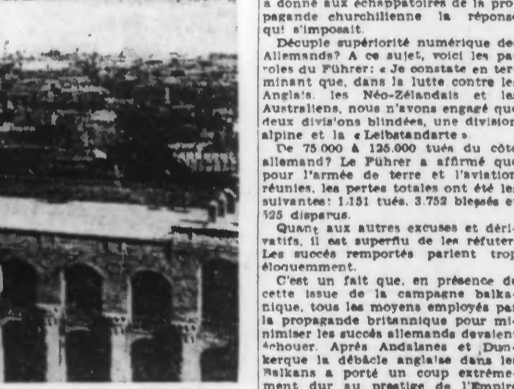 a donné aux échappatoires de la pro-
pagande churchilienne la réponse
qui s'imposait.
Décuple supériorité numérique des
Allemands? A ce sujet, voici les pa-
roles du Führer: « Je constate en ter-
minant que, dans la lutte contre les
Anglais, les Néo-Zélandais et les
Australiens, nous n'avons engagé que
deux divisions blindées, une division
alpine et la « Leibstandarte ».
De 75.000 à 125.000 tués du côté
allemand? Le Führer a affirmé que
pour l'armée de terre et l'aviation
réunies, les pertes totales ont été les
suivantes: 1.151 tués, 3.752 blessés et
525 disparus.
Quant aux autres excuses et déri-
vatifs, il est superflu de les réfuter.
Les succès remportés parlent trop
éloquemment.
C'est un fait que, en présence de
cette issue de la campagne balka-
nique, tous les moyens employés par
la propagande britannique pour mi-
nimiser les succès allemands devaient
échouer. Après Andalsnes et Dun-
kerque la débâcle anglaise dans les
Balkans a porté un coup extrême-
ment dur au prestige de l'Empire